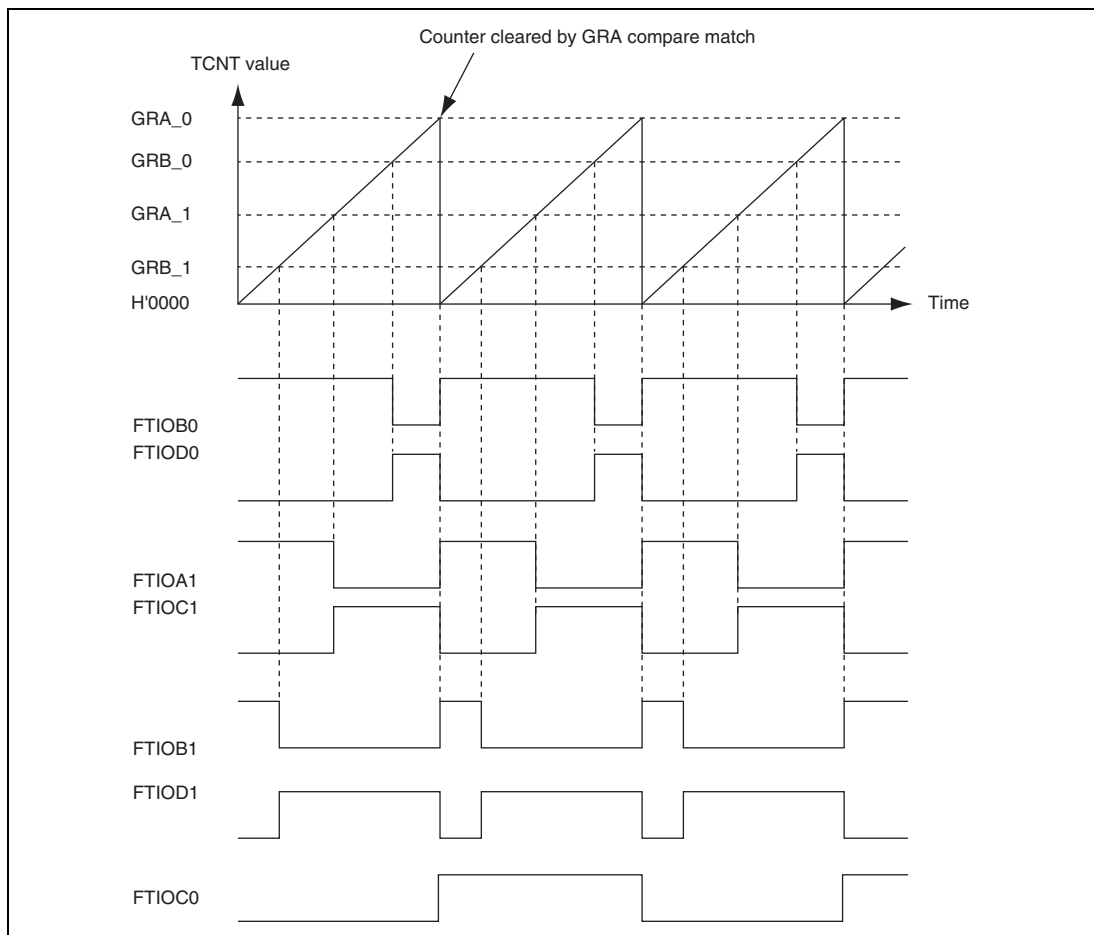 Counter cleared by GRA compare match
TCNT value
GRA_0
GRB_0
GRA_1
GRB_1
H'0000
Time
FTIOB0
FTIOD0
FTIOA1
FTIOC1
FTIOB1
FTIOD1
FTIOC0